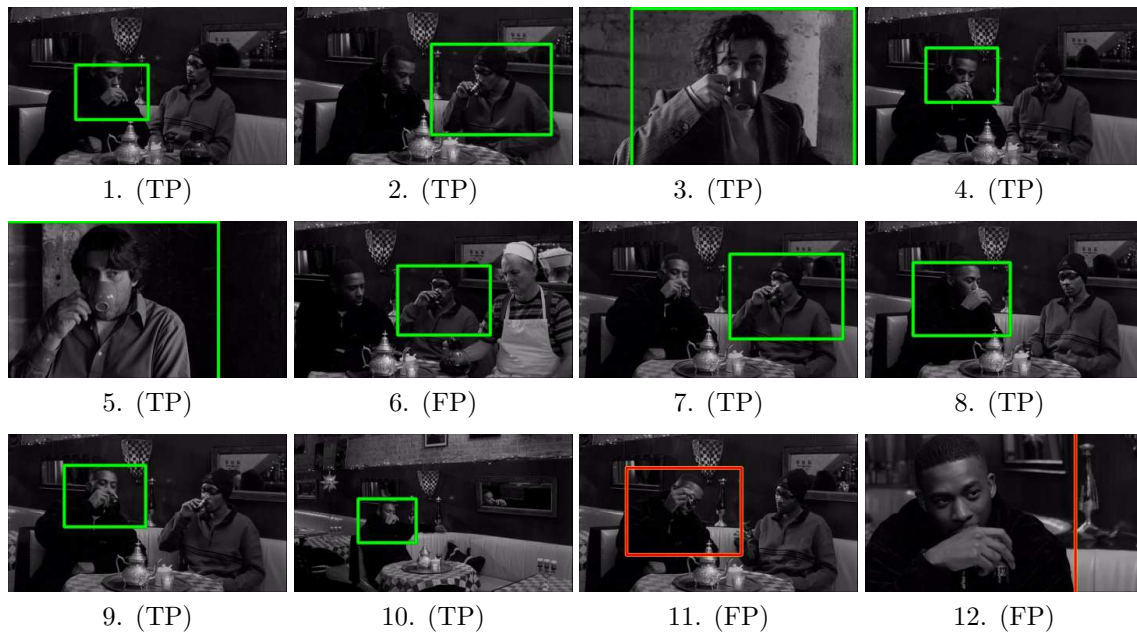 1. (TP) 2. (TP) 3. (TP) 4. (TP)
5. (TP) 6. (FP) 7. (TP) 8. (TP)
9. (TP) 10. (TP) 11. (FP) 12. (FP)